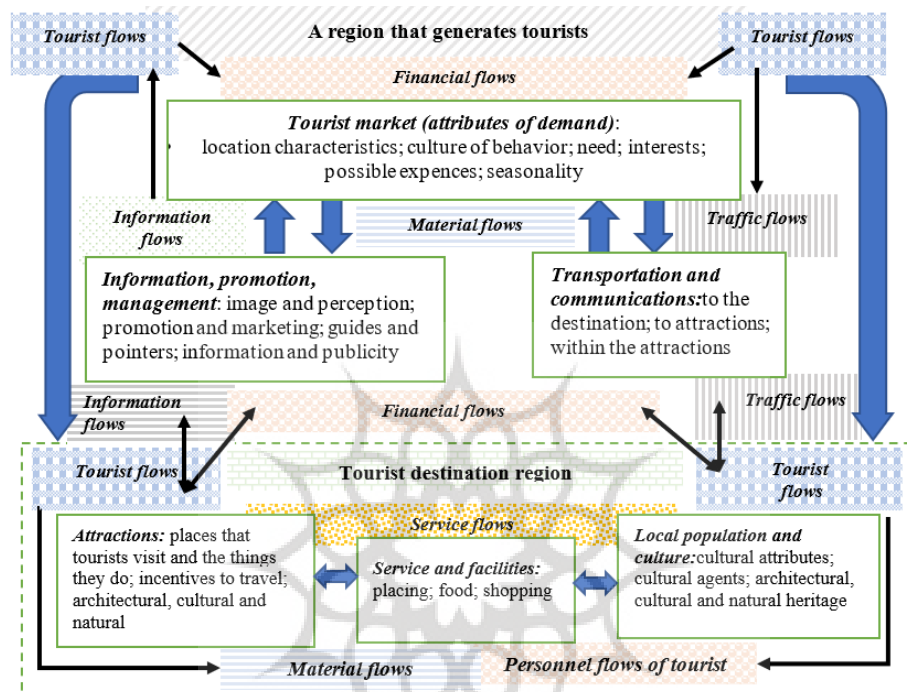 Tourist flows
A region that generates tourists
Tourist flows
Financial flows
Tourist market (attributes of demand):
location characteristics; culture of behavior; need; interests;
possible expences; seasonality
Information
flows
Material flows
Traffic flows
Information, promotion,
management: image and perception;
promotion and marketing; guides and
pointers; information and publicity
Transportation and
communications:to the
destination; to attractions;
within the attractions
Information
flows
Financial flows
Traffic flows
Tourist flows
Tourist destination region
Tourist
flows
Service flows
Attractions: places that
tourists visit and the things
they do; incentives to travel;
architectural, cultural and
natural
Service and facilities:
placing; food; shopping
Local population and
culture:cultural attributes;
cultural agents; architectural,
cultural and natural heritage
Material flows
Personnel flows of tourist